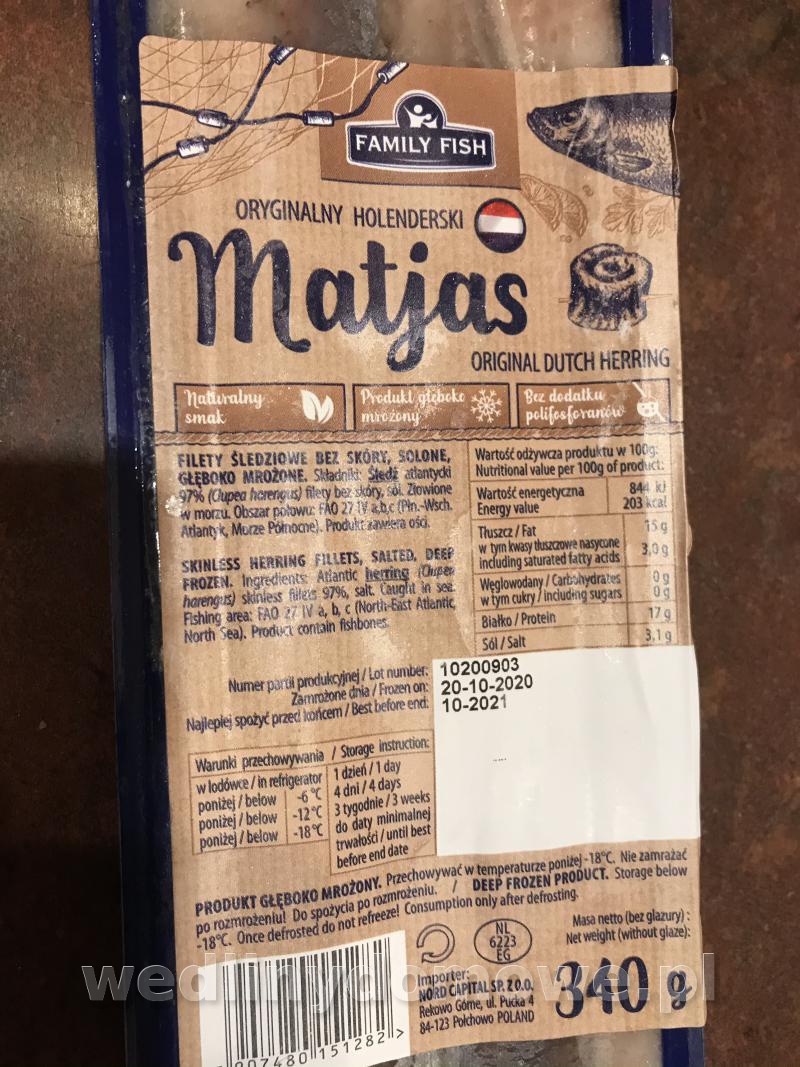 FAMILY FISH
ORYGINALNY HOLENDERSKI
Matjas
ORIGINAL DUTCH HERRING
Naturalny
smak
Produkt głęboko
mrożony
Bez dodatku
polifosforanów
FILETY ŚLEDZIOWE BEZ SKÓRY, SOLONE,
GŁĘBOKO MROŻONE. Składniki: Śledź atlantycki
97% (Clupea harengus) filety bez skóry, sól. Złowione
w morzu. Obszar połowu: FAO 27 IV a,b,c (Płn.-Wsch.
Atlantyk, Morze Północne). Produkt zawiera ości.
SKINLESS HERRING FILLETS, SALTED, DEEP
FROZEN. Ingredients: Atlantic herring (Clupea
harengus) skinless fillets 97%, salt. Caught in sea.
Fishing area: FAO 27 IV a, b, c (North-East Atlantic,
North Sea). Product contain fishbones.
Wartość odżywcza produktu w 100g:
Nutritional value per 100g of product:
Wartość energetyczna 844 kJ
Energy value 203 kcal
Tłuszcz / Fat 15 g
w tym kwasy tłuszczowe nasycone 3,0 g
including saturated fatty acids
Węglowodany / Carbohydrates 0 g
w tym cukry / including sugars 0 g
Białko / Protein 17 g
Sól / Salt 3,1 g
Numer partii produkcyjnej / Lot number: 10200903
Zamrożone dnia / Frozen on: 20-10-2020
Najlepiej spożyć przed końcem / Best before end: 10-2021
Warunki przechowywania / Storage instruction:
w lodówce / in refrigerator 1 dzień / 1 day
poniżej / below -6°C 4 dni / 4 days
poniżej / below -12°C 3 tygodnie / 3 weeks
poniżej / below -18°C do daty minimalnej
trwałości / until best
before end date
PRODUKT GŁĘBOKO MROŻONY. Przechowywać w temperaturze poniżej -18°C. Nie zamrażać
po rozmrożeniu! Do spożycia po rozmrożeniu. / DEEP FROZEN PRODUCT. Storage below
-18°C. Once defrosted do not refreeze! Consumption only after defrosting.
NL
6223
EG
Masa netto (bez glazury) :
Net weight (without glaze):
340 g
Importer:
NORD CAPITAL SP. Z O.O.
Rekowo Górne, ul. Pucka 4
84-123 Połchowo POLAND
907480 151282 >
wedlinydomowe.pl